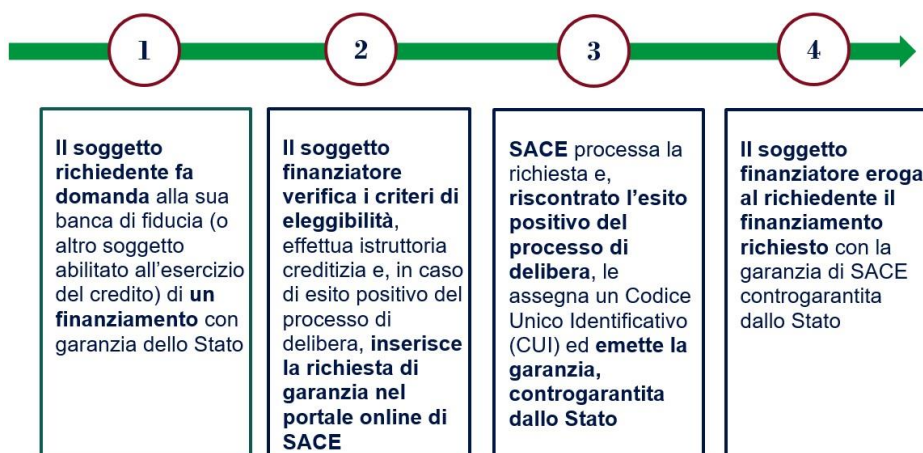 1
2
3
4
Il soggetto
richiedente fa
domanda alla sua
banca di fiducia (o
altro soggetto
abilitato all'esercizio
del credito) di un
finanziamento con
garanzia dello Stato
Il soggetto
finanziatore
verifica i criteri di
eleggibilità,
effettua istruttoria
creditizia e, in caso
di esito positivo del
processo di
delibera, inserisce
la richiesta di
garanzia nel
portale online di
SACE
SACE processa la
richiesta e,
riscontrato l'esito
positivo del
processo di
delibera, le
assegna un Codice
Unico Identificativo
(CUI) ed emette la
garanzia,
controgarantita
dallo Stato
Il soggetto
finanziatore eroga
al richiedente il
finanziamento
richiesto con la
garanzia di SACE
controgarantita
dallo Stato